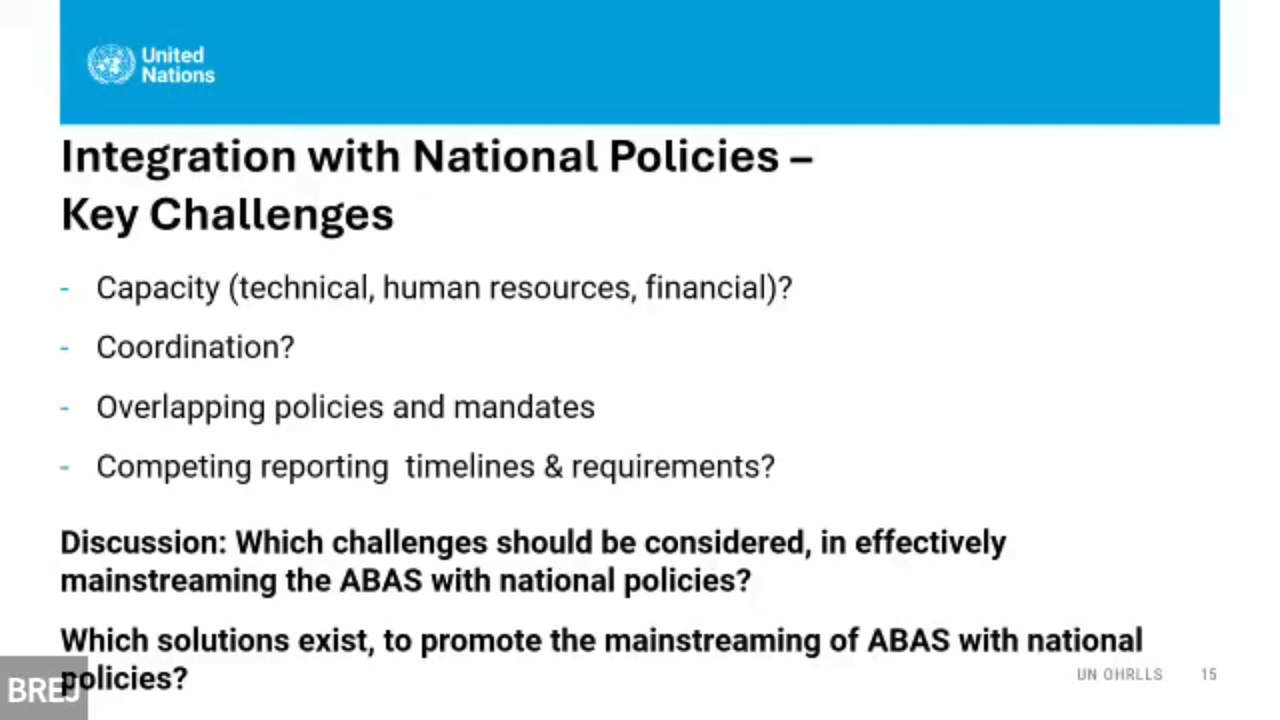 United
Nations
Integration with National Policies –
Key Challenges
- Capacity (technical, human resources, financial)?
- Coordination?
- Overlapping policies and mandates
- Competing reporting  timelines & requirements?
Discussion: Which challenges should be considered, in effectively
mainstreaming the ABAS with national policies?
Which solutions exist, to promote the mainstreaming of ABAS with national
policies?
UN OHRLLS 15
BREJ